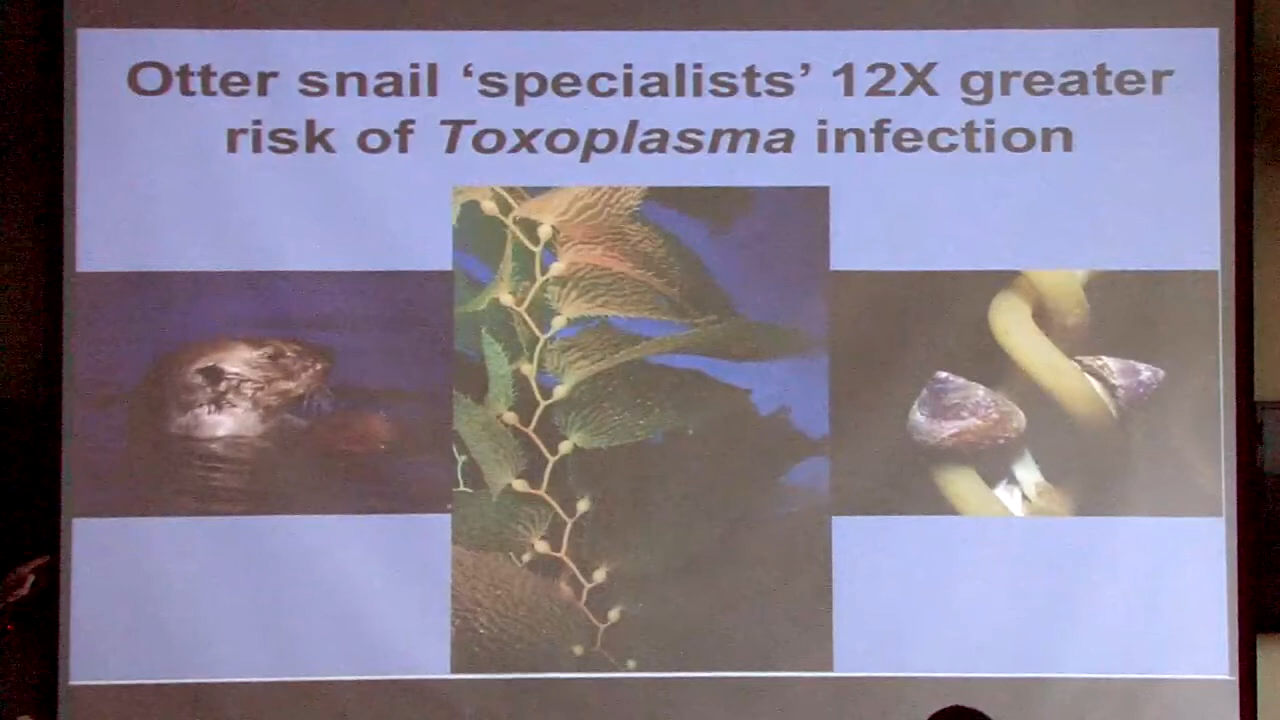 Otter snail ‘specialists’ 12X greater
risk of Toxoplasma infection